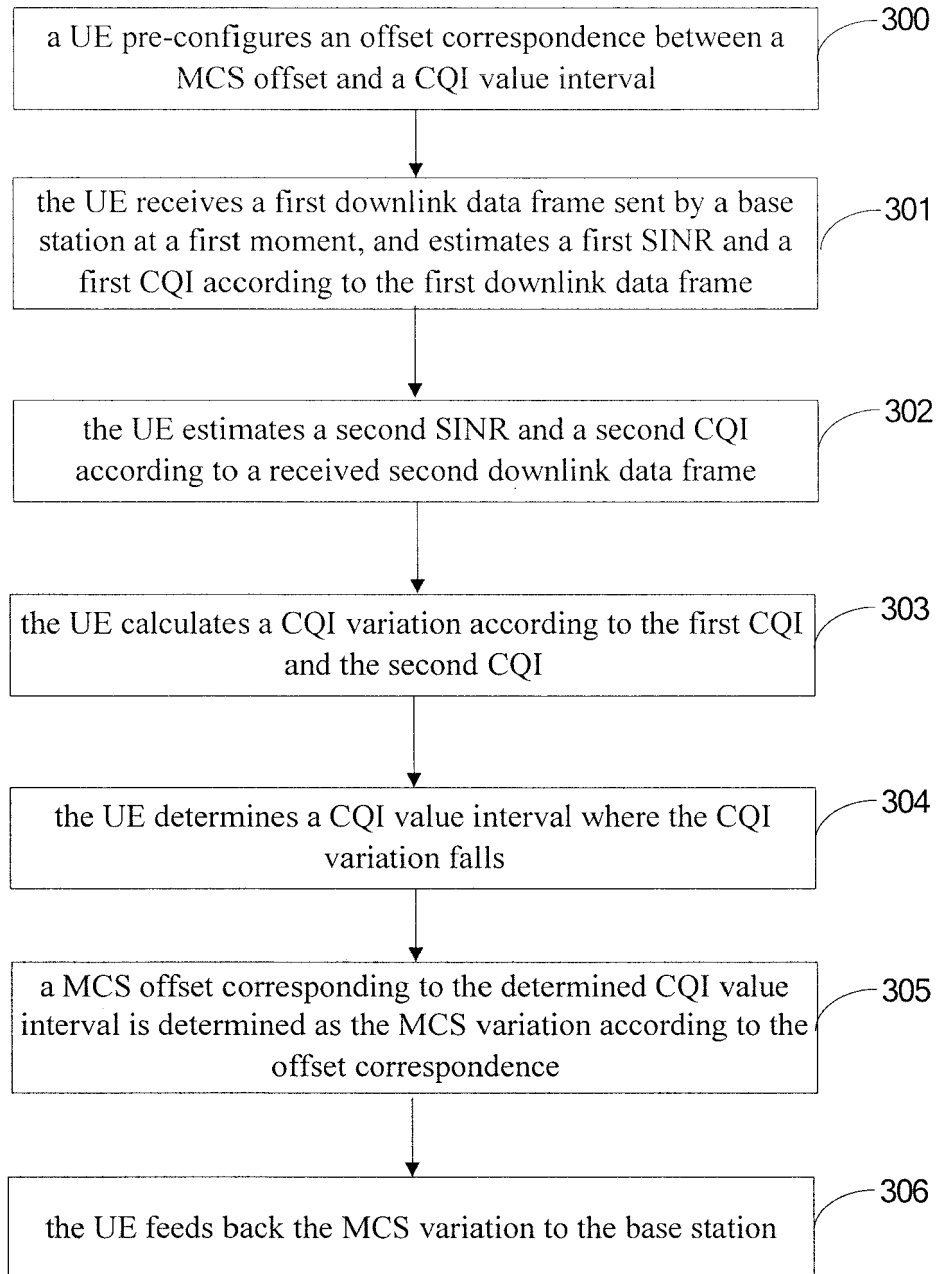 a UE pre-configures an offset correspondence between a
MCS offset and a CQI value interval
300
the UE receives a first downlink data frame sent by a base
station at a first moment, and estimates a first SINR and a
first CQI according to the first downlink data frame
301
the UE estimates a second SINR and a second CQI
according to a received second downlink data frame
302
the UE calculates a CQI variation according to the first CQI
and the second CQI
303
the UE determines a CQI value interval where the CQI
variation falls
304
a MCS offset corresponding to the determined CQI value
interval is determined as the MCS variation according to the
offset correspondence
305
the UE feeds back the MCS variation to the base station
306